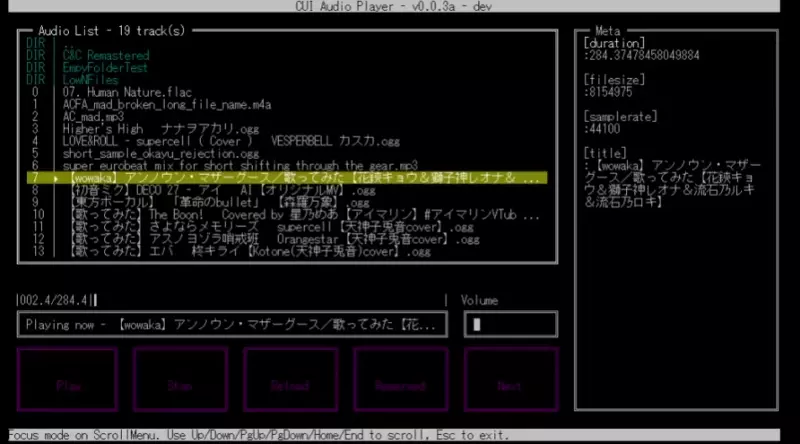 CUI Audio Player - v0.0.3a - dev
Audio List - 19 track(s)
DIR ..
DIR C&C Remastered
DIR EmpyFolderTest
DIR LowNFiles
0 07. Human Nature.flac
1 ACFA_mad_broken_long_file_name.m4a
2 AC_mad.mp3
3 Higher's High ナナヲアカリ.ogg
4 LOVE&ROLL - supercell ( Cover ) VESPERBELL カスカ.ogg
5 short_sample_okayu_rejection.ogg
6 super eurobeat mix for short shifting through the gear.mp3
7 ▸ 【wowaka】アンノウン・マザーグース／歌ってみた【花鋏キョウ＆獅子神レオナ＆ ...
8 【初音ミク】DECO 27 - アイ AI【オリジナルMV】.ogg
9 【東方ボーカル】 「革命のbullet」 【森羅万象】.ogg
10 【歌ってみた】The Boon! Covered by 星乃めあ【アイマリン】#アイマリンVTub ...
11 【歌ってみた】さよならメモリーズ supercell【天神子兎音cover】.ogg
12 【歌ってみた】アスノヨゾラ哨戒班 Orangestar【天神子兎音cover】.ogg
13 【歌ってみた】エバ 柊キライ【Kotone(天神子兎音)cover】.ogg
Meta
[duration]
:284.37478458049884
[filesize]
:8154975
[samplerate]
:44100
[title]
:【wowaka】アンノウン・マザー
グース／歌ってみた【花鋏キョ
ウ＆獅子神レオナ＆流石乃ルキ
＆流石乃ロキ】
|002.4/284.4||
Volume
Playing now - 【wowaka】アンノウン・マザーグース／歌ってみた【花...
Play
Stop
Reload
Next
Focus mode on ScrollMenu. Use Up/Down/PgUp/PgDown/Home/End to scroll, Esc to exit.